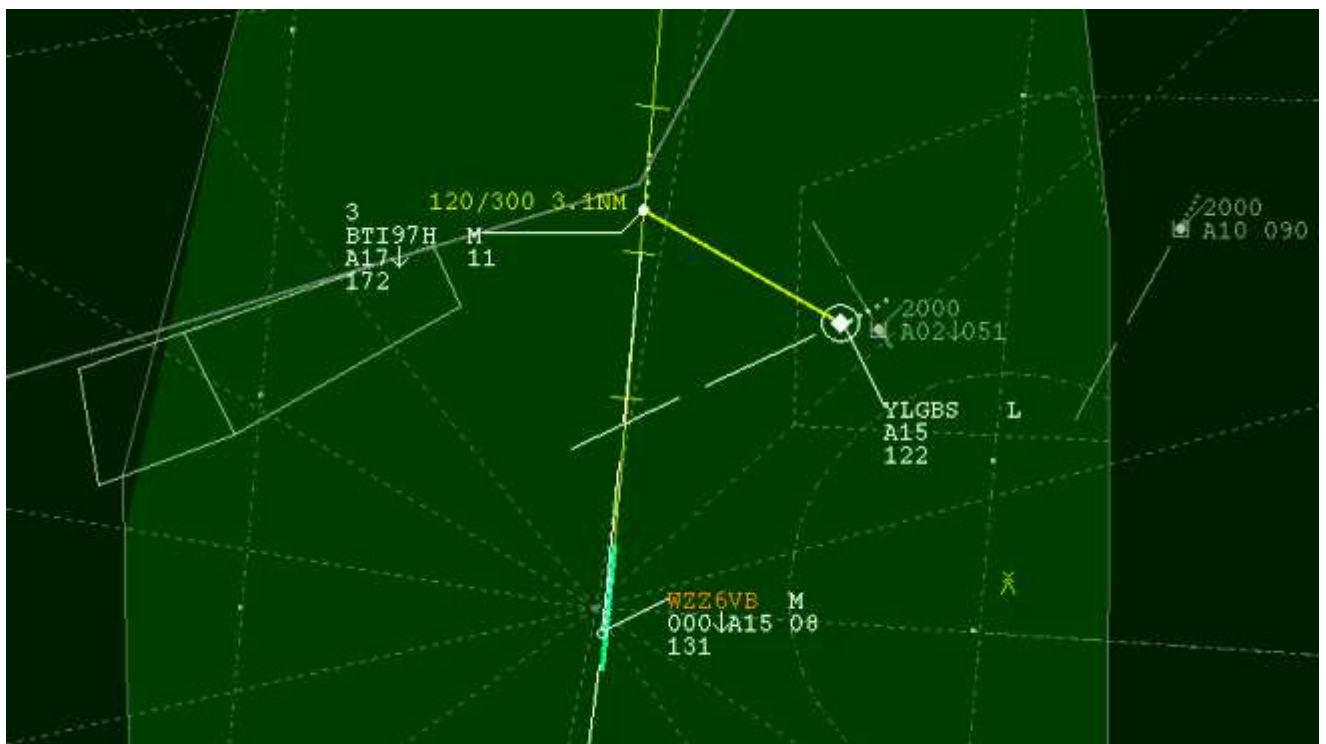 120/300 3.1NM
3
BTI97H M
A17↓ 11
172
2000
A10 090
2000
A02↓051
YLGBS L
A15
122
WZZ6VB M
000↓A15 08
131